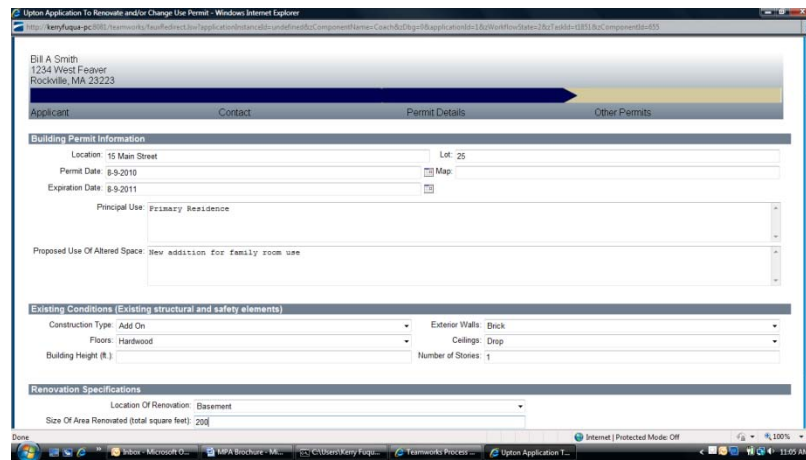 Upton Application To Renovate and/or Change Use Permit - Windows Internet Explorer
Bill A Smith
1234 West Feaver
Rockville, MA 23223
Applicant Contact Permit Details Other Permits
Building Permit Information
Location: 15 Main Street Lot: 25
Permit Date: 8-9-2010 Map:
Expiration Date: 8-9-2011
Principal Use: Primary Residence
Proposed Use Of Altered Space: New addition for family room use
Existing Conditions (Existing structural and safety elements)
Construction Type: Add On Exterior Walls: Brick
Floors: Hardwood Ceilings: Drop
Building Height (ft.): Number of Stories: 1
Renovation Specifications
Location Of Renovation: Basement
Size Of Area Renovated (total square feet): 200
Done Internet | Protected Mode: Off 100%
Inbox - Microsoft O... MPA Brochure - Mi... C:\Users\Kerry Fuqu... Teamworks Process ... Upton Application T... 11:05 AM